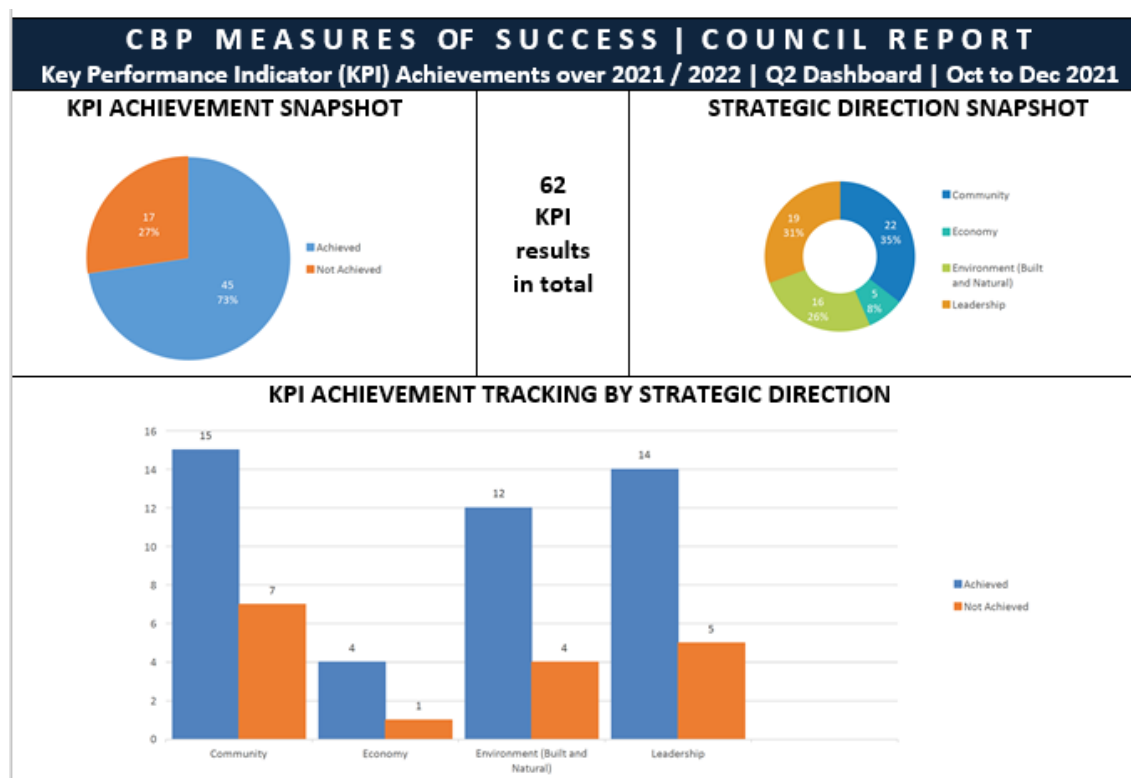 CBP MEASURES OF SUCCESS | COUNCIL REPORT
Key Performance Indicator (KPI) Achievements over 2021 / 2022 | Q2 Dashboard | Oct to Dec 2021
KPI ACHIEVEMENT SNAPSHOT
17
27%
45
73%
Achieved
Not Achieved
62
KPI
results
in total
STRATEGIC DIRECTION SNAPSHOT
19
31%
22
35%
16
26%
5
8%
Community
Economy
Environment (Built
and Natural)
Leadership
KPI ACHIEVEMENT TRACKING BY STRATEGIC DIRECTION
16
14
12
10
8
6
4
2
0
15
7
4
1
12
4
14
5
Community
Economy
Environment (Built and
Natural)
Leadership
Achieved
Not Achieved